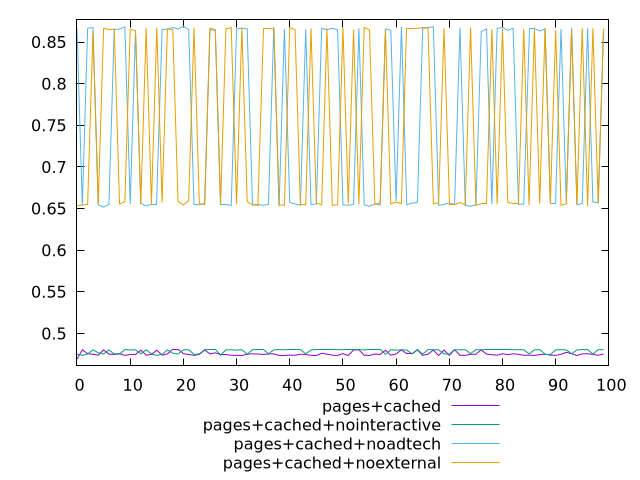 0.85
0.8
0.75
0.7
0.65
0.6
0.55
0.5
0 10 20 30 40 50 60 70 80 90 100
pages+cached
pages+cached+nointeractive
pages+cached+noadtech
pages+cached+noexternal